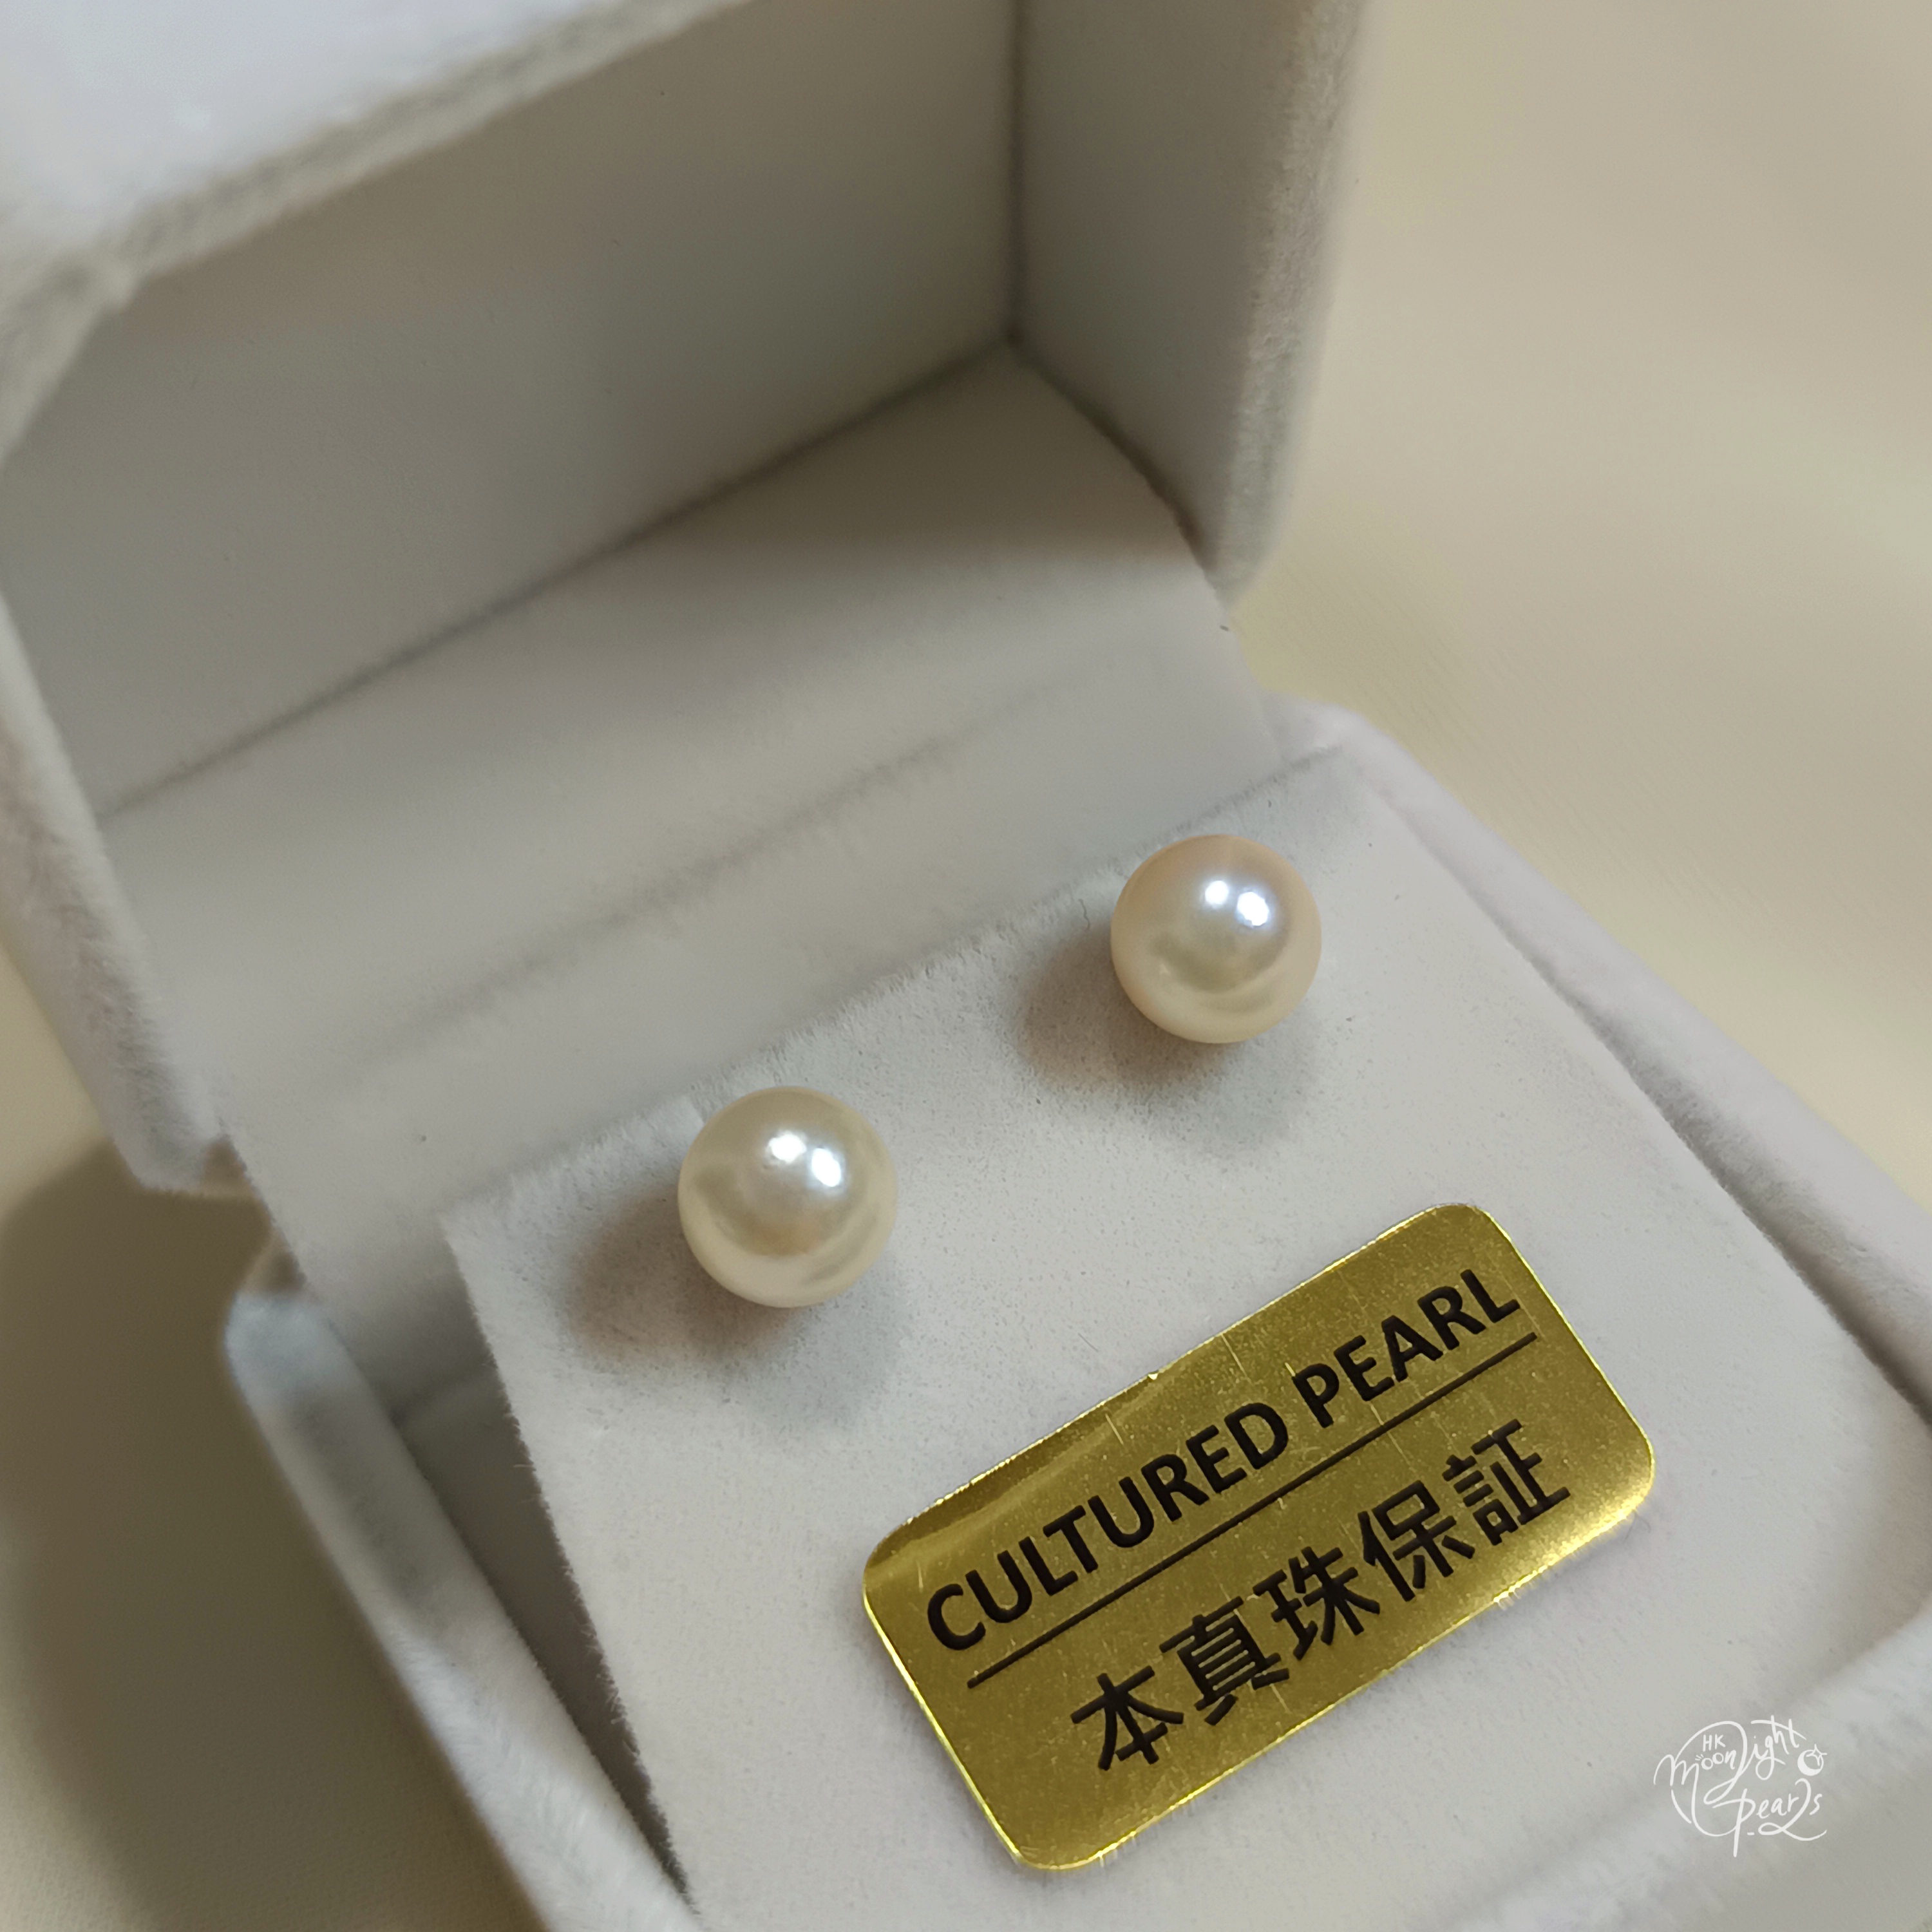 CULTURED PEARL
本真珠保証
HK
Moonlight
Pearls